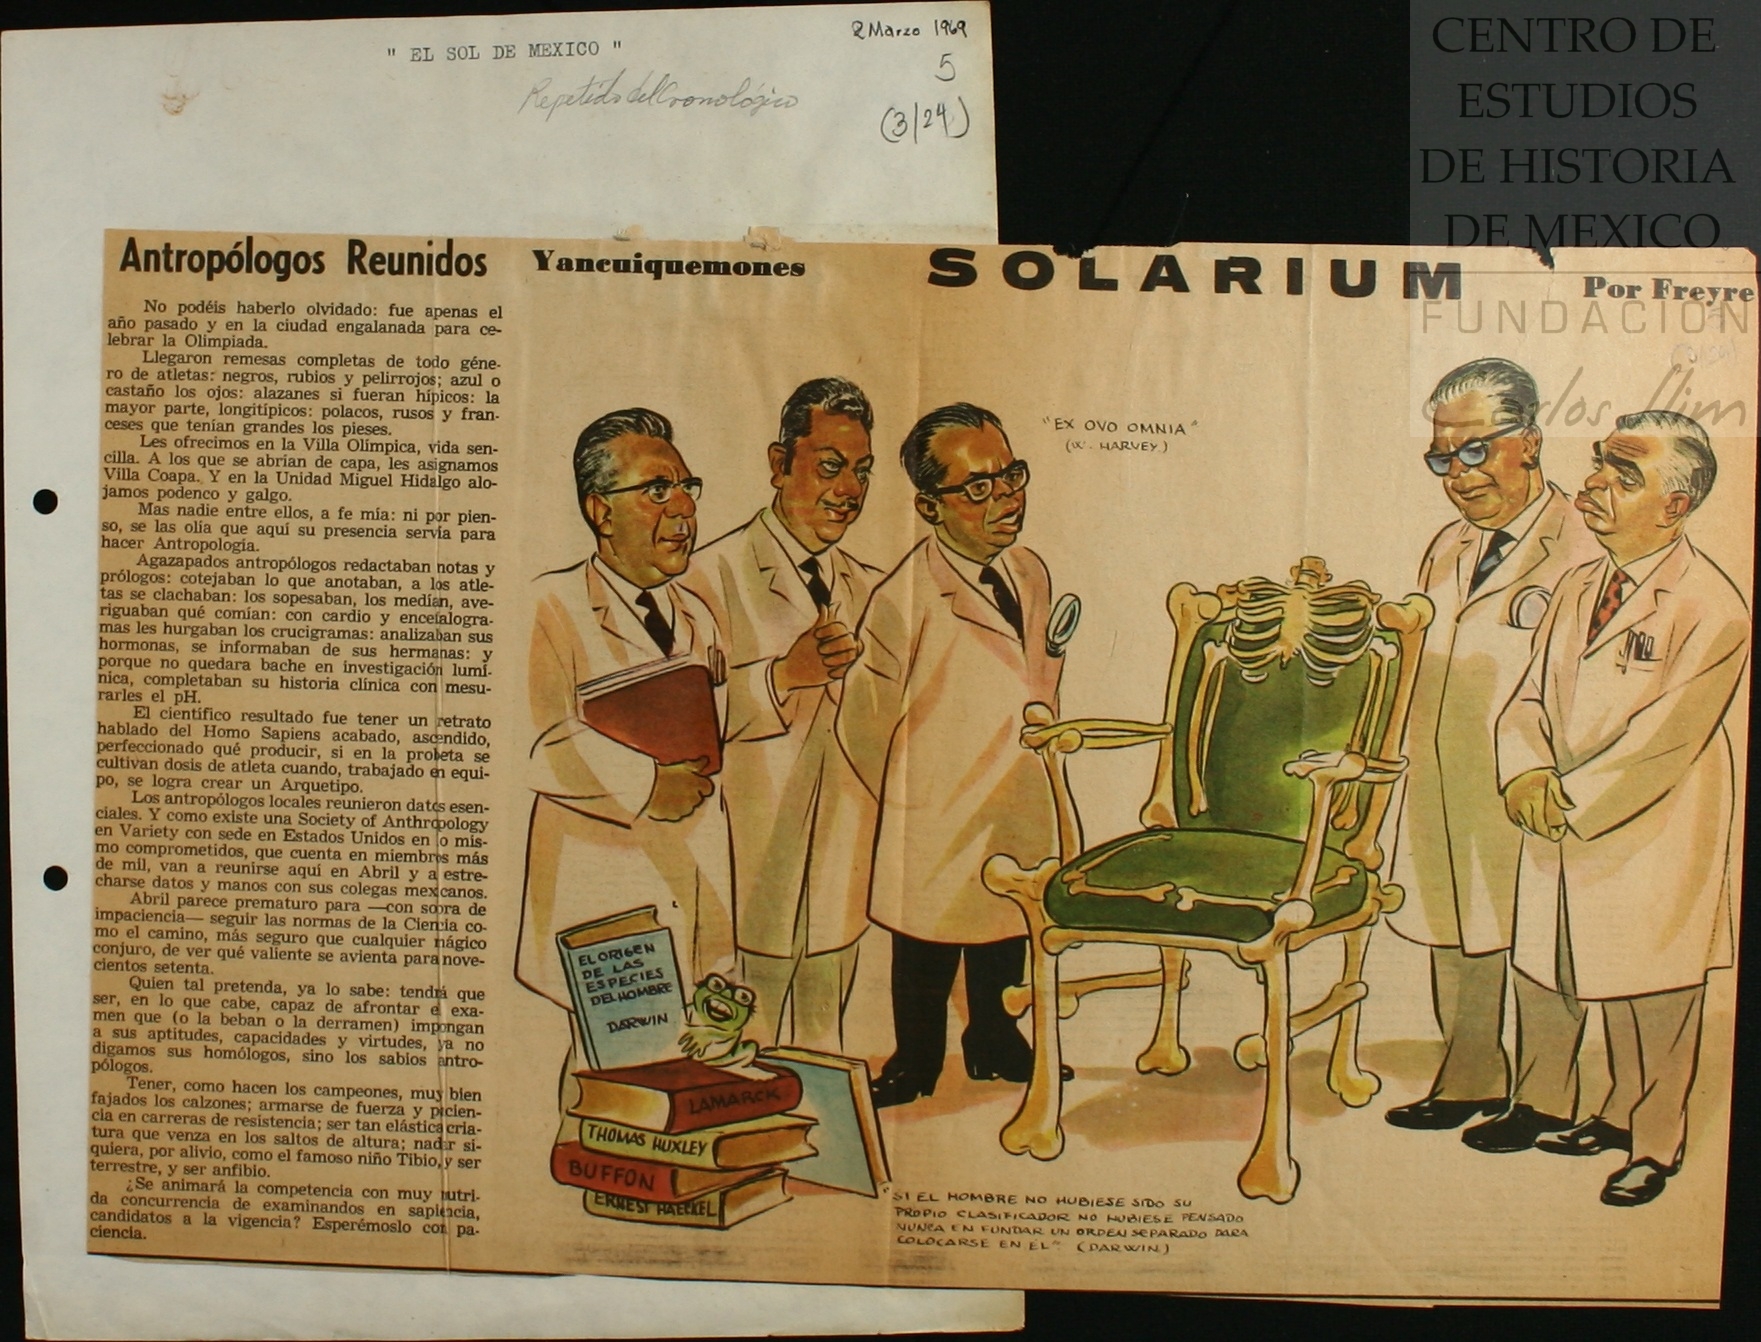 " EL SOL DE MEXICO "
2 Marzo 1969
5
Repetido del Cronológico
(3/24)
CENTRO DE
ESTUDIOS
DE HISTORIA
DE MEXICO
FUNDACIÓN
Carlos Slim
Antropólogos Reunidos
Yancuiquemones
SOLARIUM
Por Freyre
No podéis haberlo olvidado: fue apenas el
año pasado y en la ciudad engalanada para ce-
lebrar la Olimpiada.
Llegaron remesas completas de todo géne-
ro de atletas: negros, rubios y pelirrojos; azul o
castaño los ojos: alazanes si fueran hípicos: la
mayor parte, longitípicos: polacos, rusos y fran-
ceses que tenían grandes los pieses.
Les ofrecimos en la Villa Olímpica, vida sen-
cilla. A los que se abrían de capa, les asignamos
Villa Coapa. Y en la Unidad Miguel Hidalgo alo-
jamos podenco y galgo.
Mas nadie entre ellos, a fe mía: ni por pien-
so, se las olía que aquí su presencia servía para
hacer Antropología.
Agazapados antropólogos redactaban notas y
prólogos: cotejaban lo que anotaban, a los atle-
tas se clachaban: los sopesaban, los medían, ave-
riguaban qué comían: con cardio y encefalogra-
mas les hurgaban los crucigramas: analizaban sus
hormonas, se informaban de sus hermanas: y
porque no quedara bache en investigación lumí-
nica, completaban su historia clínica con mesu-
rarles el pH.
El científico resultado fue tener un retrato
hablado del Homo Sapiens acabado, ascendido,
perfeccionado qué producir, si en la probeta se
cultivan dosis de atleta cuando, trabajado en equi-
po, se logra crear un Arquetipo.
Los antropólogos locales reunieron datos esen-
ciales. Y como existe una Society of Anthropology
en Variety con sede en Estados Unidos en lo mis-
mo comprometidos, que cuenta en miembros más
de mil, van a reunirse aquí en Abril y a estre-
charse datos y manos con sus colegas mexicanos.
Abril parece prematuro para —con sobra de
impaciencia— seguir las normas de la Ciencia co-
mo el camino, más seguro que cualquier mágico
conjuro, de ver qué valiente se avienta para nove-
cientos setenta.
Quien tal pretenda, ya lo sabe: tendrá que
ser, en lo que cabe, capaz de afrontar el exa-
men que (o la beban o la derramen) impongan
a sus aptitudes, capacidades y virtudes, ya no
digamos sus homólogos, sino los sabios antro-
pólogos.
Tener, como hacen los campeones, muy bien
fajados los calzones; armarse de fuerza y pacien-
cia en carreras de resistencia; ser tan elástica cria-
tura que venza en los saltos de altura; nadar si-
quiera, por alivio, como el famoso niño Tibio, y ser
terrestre, y ser anfibio.
¿Se animará la competencia con muy nutri-
da concurrencia de examinandos en sapiencia,
candidatos a la vigencia? Esperémoslo con pa-
ciencia.
"EX OVO OMNIA"
(W. HARVEY)
EL ORIGEN
DE LAS
ESPECIES
DEL HOMBRE
DARWIN
LAMARCK
THOMAS HUXLEY
BUFFON
ERNEST HAECKEL
"SI EL HOMBRE NO HUBIESE SIDO SU
PROPIO CLASIFICADOR NO HUBIESE PENSADO
NUNCA EN FUNDAR UN ORDEN SEPARADO PARA
COLOCARSE EN EL" (DARWIN)